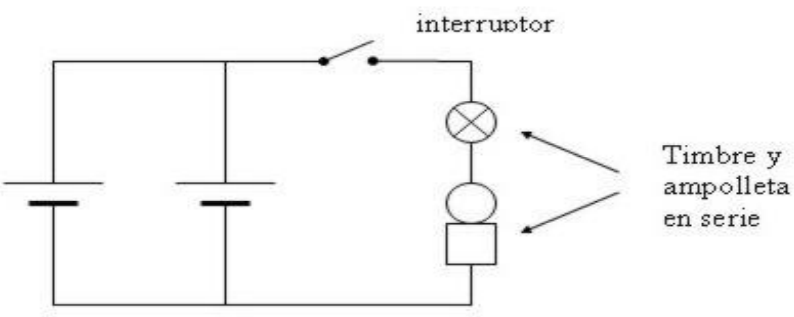 interruptor
Timbre y
ampolleta
en serie